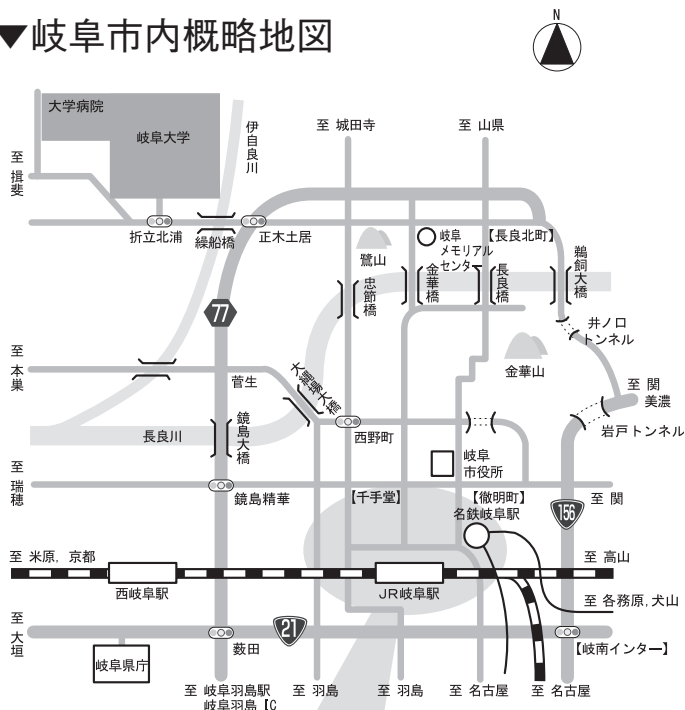 ▼岐阜市内概略地図
N
大学病院
岐阜大学
伊自良川
至 城田寺
至 山県
至 揖斐
折立北浦
繰船橋
正木土居
岐阜
メモリアル
センター
【長良北町】
鷺山
忠節橋
金華橋
長良橋
鵜飼大橋
77
井ノ口
トンネル
至 本巣
菅生
大縄場大橋
金華山
至 関
美濃
長良川
鏡島大橋
西野町
岩戸トンネル
岐阜
市役所
至 瑞穂
鏡島精華
【千手堂】
【徹明町】
名鉄岐阜駅
至 関
156
至 米原，京都
至 高山
西岐阜駅
JR岐阜駅
至 各務原，犬山
至 大垣
21
薮田
【岐南インター】
岐阜県庁
至 岐阜羽島駅
岐阜羽島 IC
至 羽島
至 羽島
至 名古屋
至 名古屋